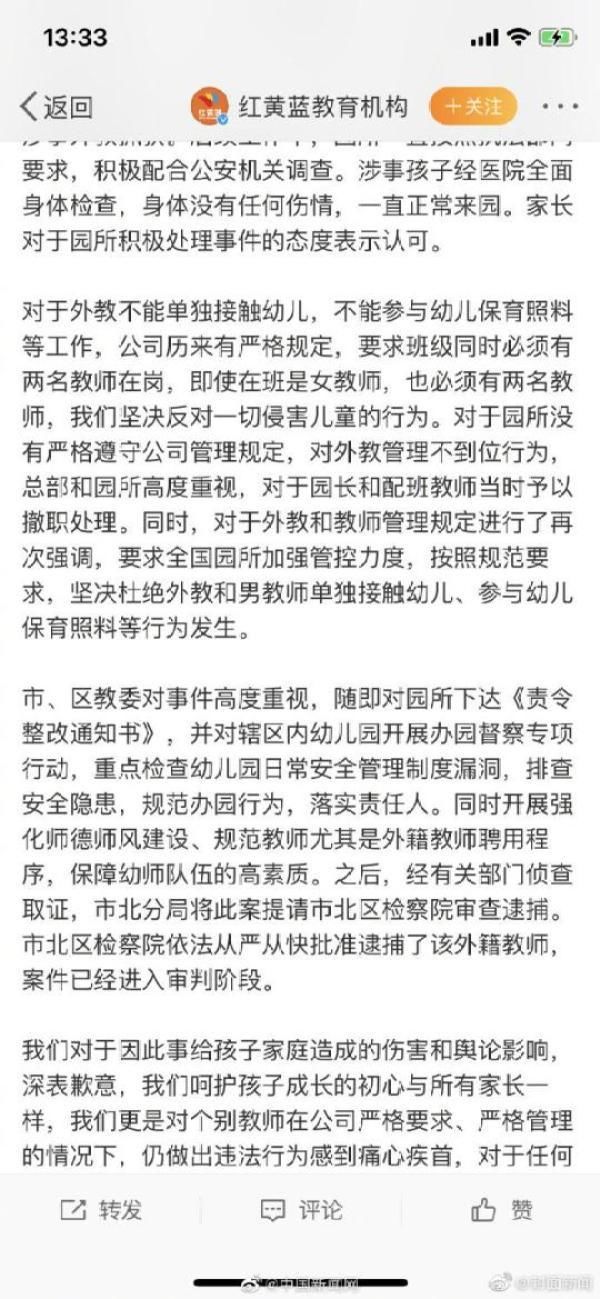 13:33
返回
红黄蓝教育机构
+关注
要求，积极配合公安机关调查。涉事孩子经医院全面
身体检查，身体没有任何伤情，一直正常来园。家长
对于园所积极处理事件的态度表示认可。
对于外教不能单独接触幼儿，不能参与幼儿保育照料
等工作，公司历来有严格规定，要求班级同时必须有
两名教师在岗，即使在班是女教师，也必须有两名教
师，我们坚决反对一切侵害儿童的行为。对于园所没
有严格遵守公司管理规定，对外教管理不到位行为，
总部和园所高度重视，对于园长和配班教师当时予以
撤职处理。同时，对于外教和教师管理规定进行了再
次强调，要求全国园所加强管控力度，按照规范要
求，坚决杜绝外教和男教师单独接触幼儿、参与幼儿
保育照料等行为发生。
市、区教委对事件高度重视，随即对园所下达《责令
整改通知书》，并对辖区内幼儿园开展办园督察专项
行动，重点检查幼儿园日常安全管理制度漏洞，排查
安全隐患，规范办园行为，落实责任人。同时开展强
化师德师风建设、规范教师尤其是外籍教师聘用程
序，保障幼师队伍的高素质。之后，经有关部门侦查
取证，市北分局将此案提请市北区检察院审查逮捕。
市北区检察院依法从严从快批准逮捕了该外籍教师，
案件已经进入审判阶段。
我们对于因此事给孩子家庭造成的伤害和舆论影响，
深表歉意，我们呵护孩子成长的初心与所有家长一
样，我们更是对个别教师在公司严格要求、严格管理
的情况下，仍做出违法行为感到痛心疾首，对于任何
转发
评论
赞
@中国新闻网
@封面新闻